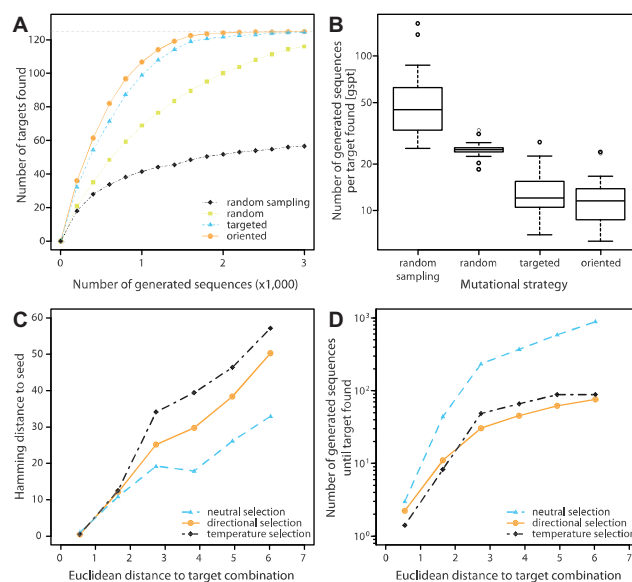 A
Number of targets found
120
100
80
60
40
20
0
random sampling
random
targeted
oriented
0
1
2
3
Number of generated sequences (x1,000)
B
Number of generated sequences
per target found [gspt]
100
50
20
10
random
sampling
random
targeted
oriented
Mutational strategy
C
Hamming distance to seed
60
50
40
30
20
10
0
neutral selection
directional selection
temperature selection
0 1 2 3 4 5 6 7
Euclidean distance to target combination
D
Number of generated sequences
until target found
10³
10²
10¹
10⁰
neutral selection
directional selection
temperature selection
0 1 2 3 4 5 6 7
Euclidean distance to target combination